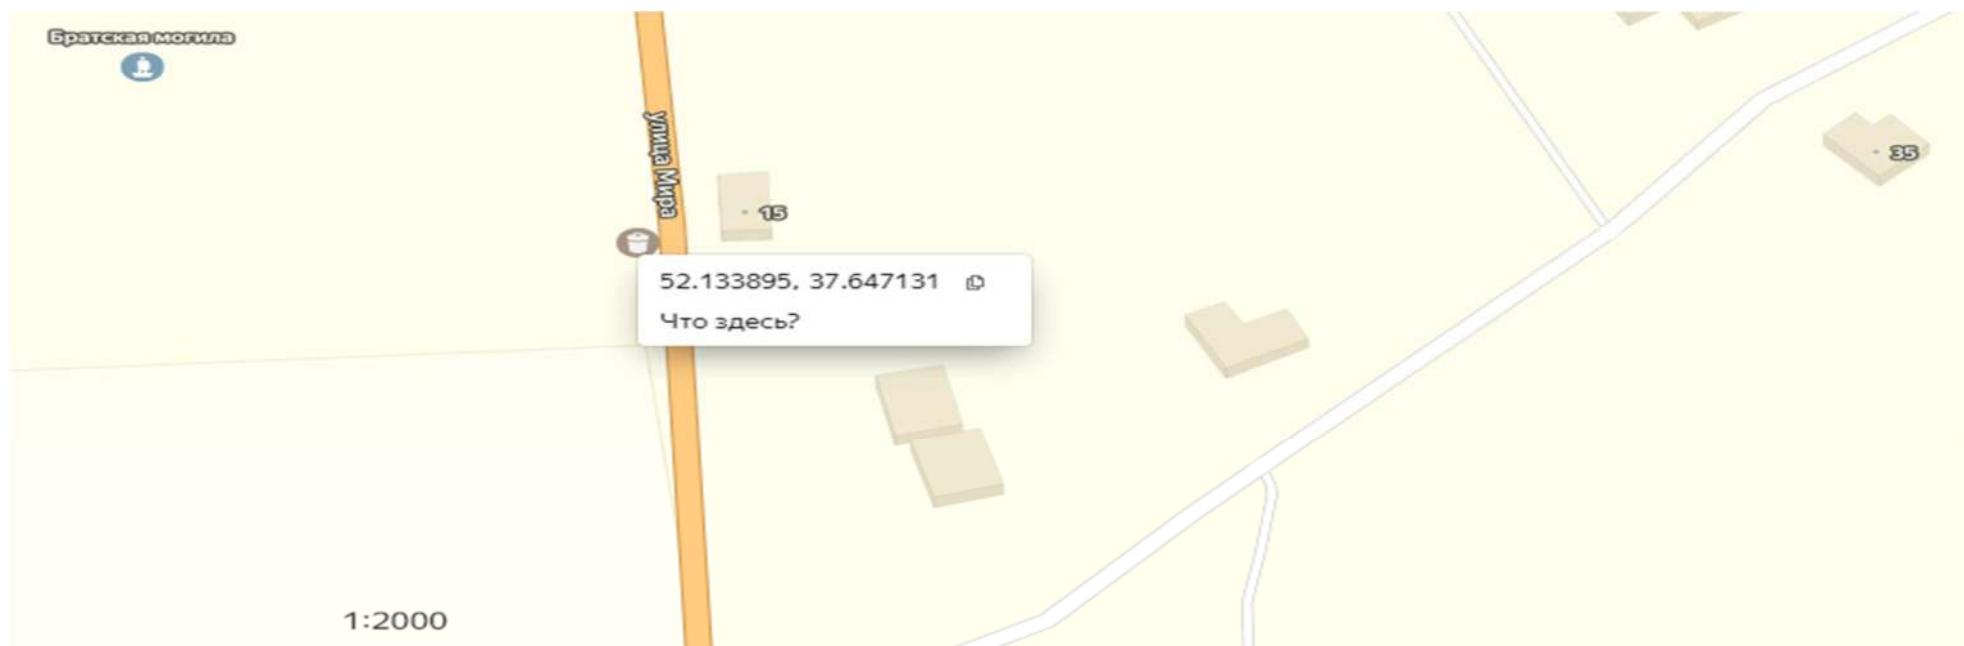 Братская могила
улица Мира
35
15
52.133895, 37.647131
Что здесь?
1:2000